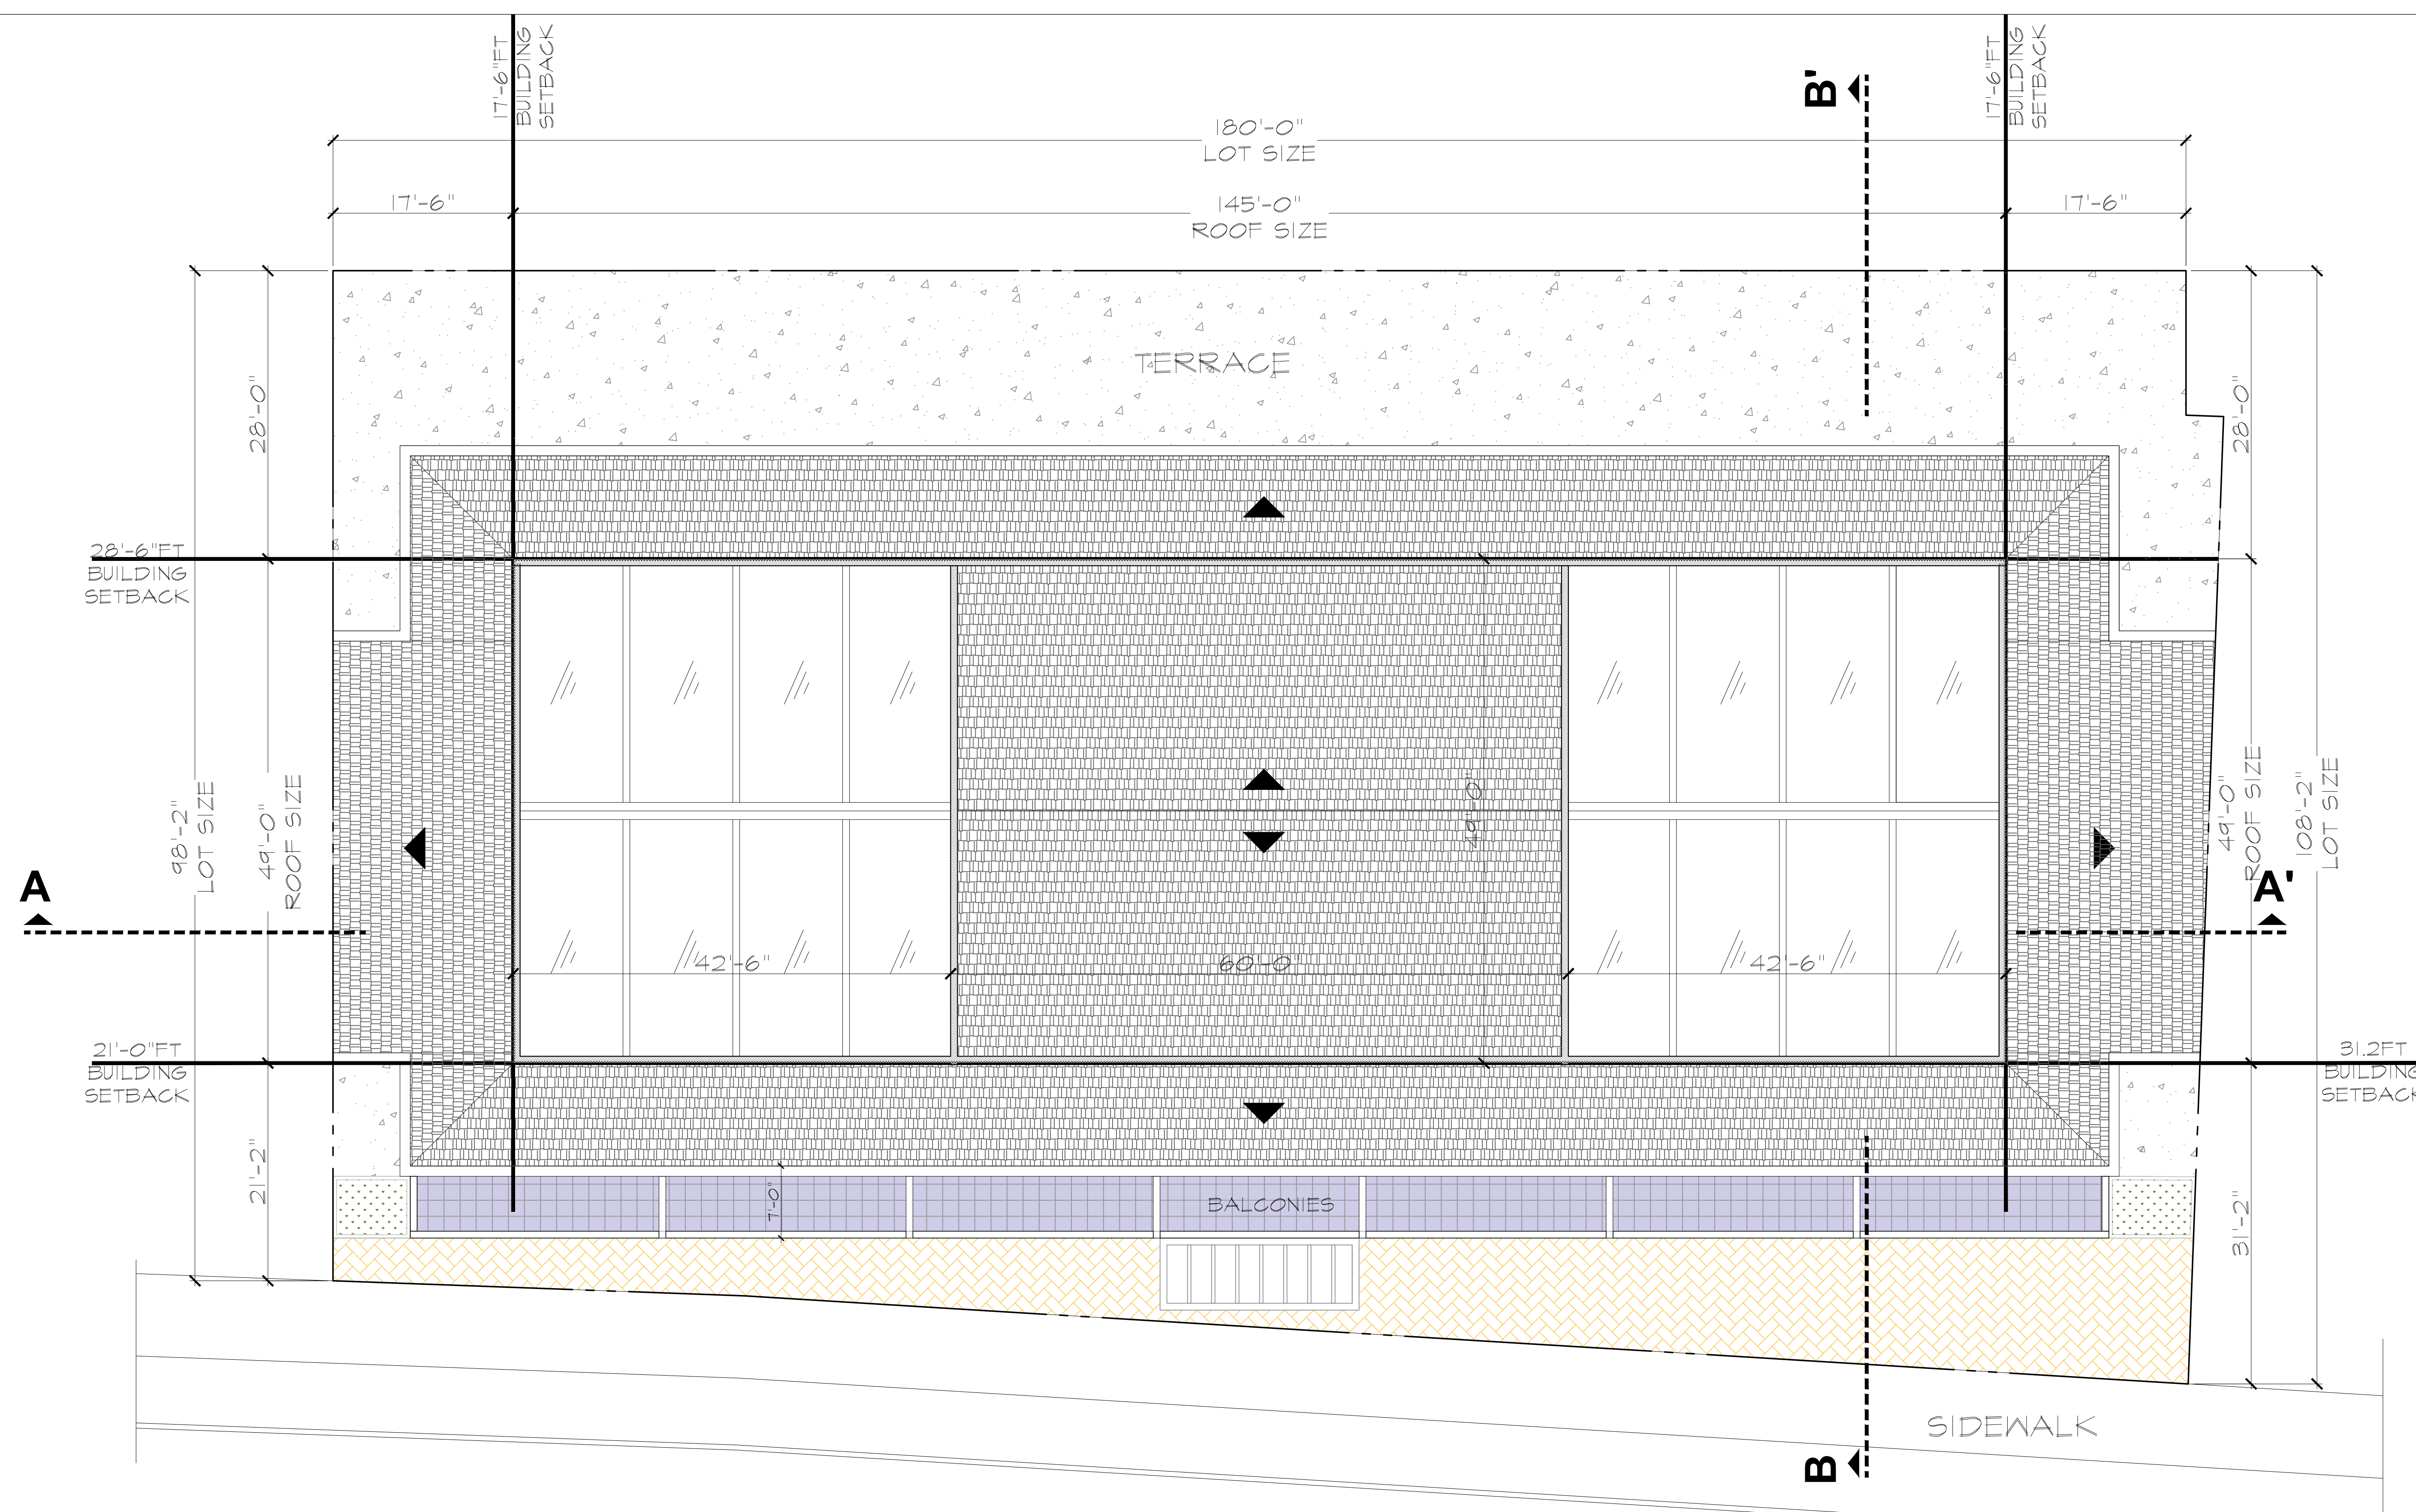 17'-6"FT
BUILDING
SETBACK
B'
17'-6"FT
BUILDING
SETBACK
180'-0"
LOT SIZE
17'-6"
145'-0"
ROOF SIZE
17'-6"
TERRACE
28'-0"
28'-0"
28'-6"FT
BUILDING
SETBACK
98'-2"
LOT SIZE
49'-0"
ROOF SIZE
49'-0"
49'-0"
ROOF SIZE
108'-2"
LOT SIZE
A
A'
42'-6"
60'-0"
42'-6"
21'-0"FT
BUILDING
SETBACK
31.2FT
BUILDING
SETBACK
21'-2"
7'-0"
BALCONIES
31'-2"
SIDEWALK
B